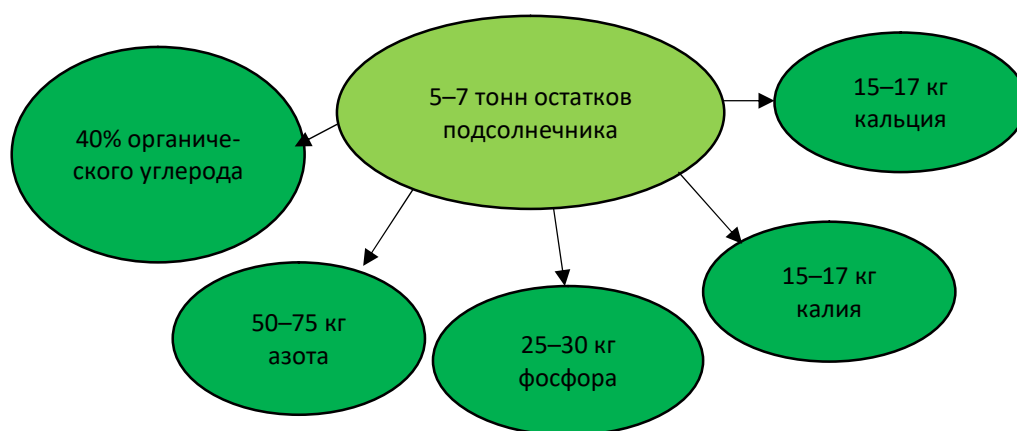 5–7 тонн остатков
подсолнечника
15–17 кг
кальция
40% органиче-
ского углерода
15–17 кг
калия
50–75 кг
азота
25–30 кг
фосфора